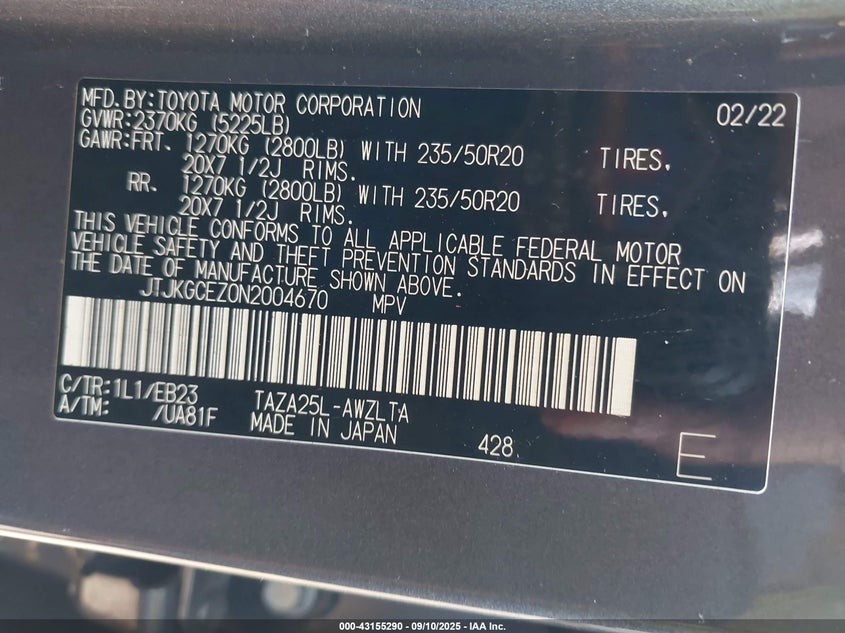 MFD. BY: TOYOTA MOTOR CORPORATION 02/22
GVWR: 2370KG (5225LB)
GAWR: FRT. 1270KG (2800LB) WITH 235/50R20 TIRES.
20X7 1/2J RIMS.
RR. 1270KG (2800LB) WITH 235/50R20 TIRES.
20X7 1/2J RIMS.
THIS VEHICLE CONFORMS TO ALL APPLICABLE FEDERAL MOTOR
VEHICLE SAFETY AND THEFT PREVENTION STANDARDS IN EFFECT ON
THE DATE OF MANUFACTURE SHOWN ABOVE.
JTJKGCEZ0N2004670 MPV
C/TR: 1L1/EB23 TAZA25L-AWZLTA
A/TM: /UA81F MADE IN JAPAN 428 E
000-43155290 - 09/10/2025 - IAA Inc.